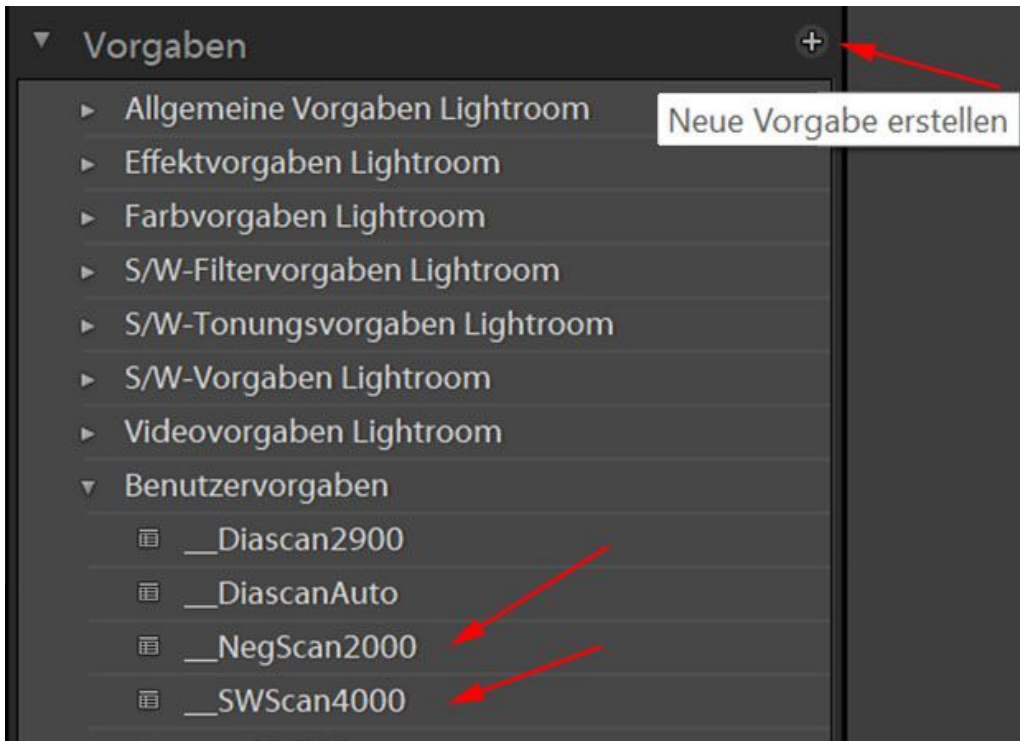 Vorgaben
Neue Vorgabe erstellen
Allgemeine Vorgaben Lightroom
Effektvorgaben Lightroom
Farbvorgaben Lightroom
S/W-Filtervorgaben Lightroom
S/W-Tonungsvorgaben Lightroom
S/W-Vorgaben Lightroom
Videovorgaben Lightroom
Benutzervorgaben
__Diascan2900
__DiascanAuto
__NegScan2000
__SWScan4000